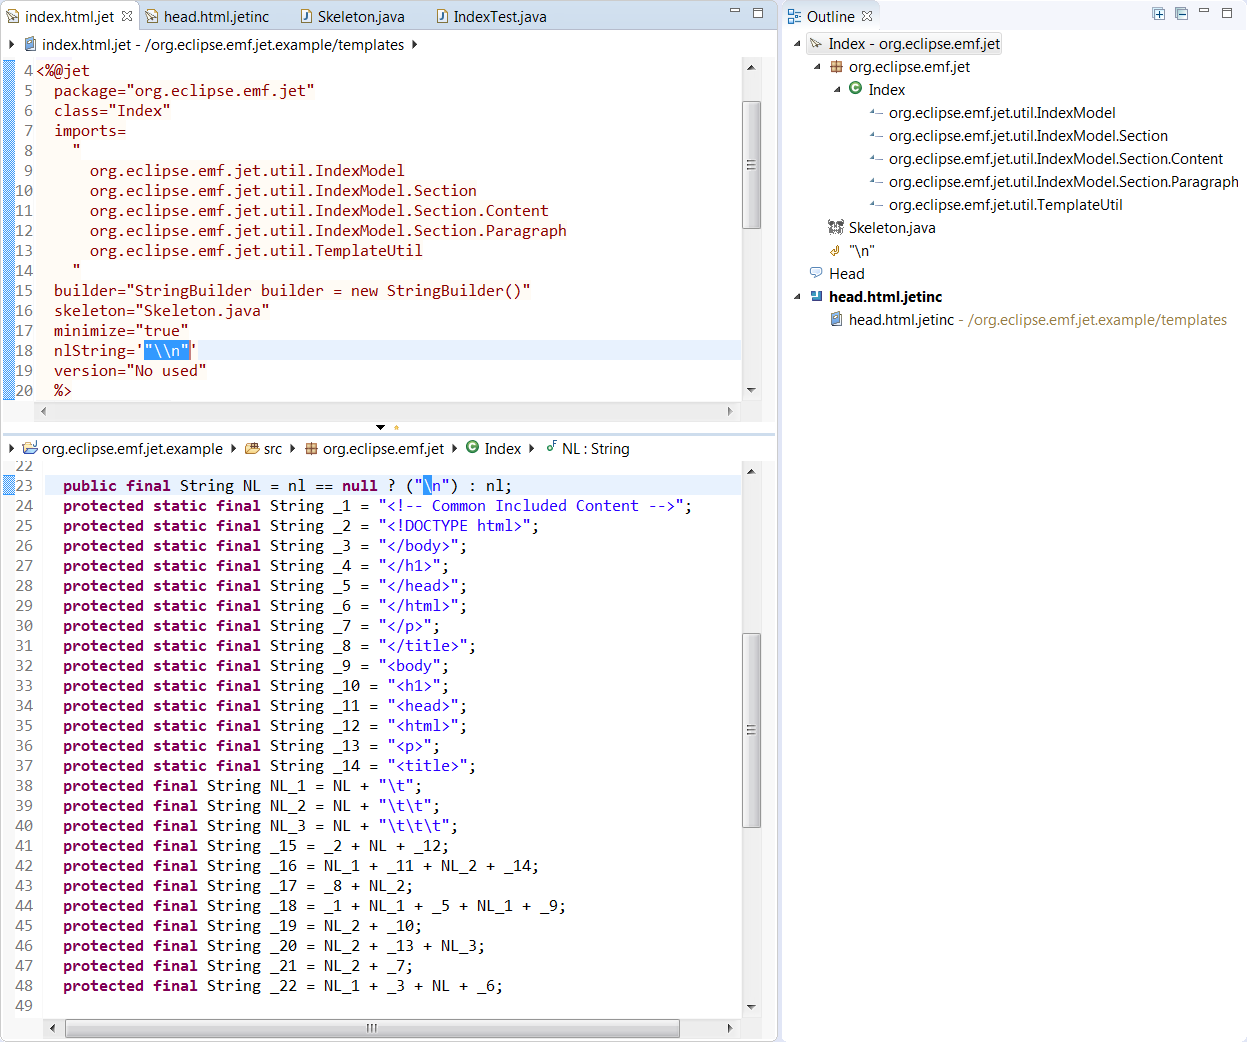 index.html.jet head.html.jetinc Skeleton.java IndexTest.java
index.html.jet - /org.eclipse.emf.jet.example/templates
4 <%@jet
5 package="org.eclipse.emf.jet"
6 class="Index"
7 imports=
8 "
9 org.eclipse.emf.jet.util.IndexModel
10 org.eclipse.emf.jet.util.IndexModel.Section
11 org.eclipse.emf.jet.util.IndexModel.Section.Content
12 org.eclipse.emf.jet.util.IndexModel.Section.Paragraph
13 org.eclipse.emf.jet.util.TemplateUtil
14 "
15 builder="StringBuilder builder = new StringBuilder()"
16 skeleton="Skeleton.java"
17 minimize="true"
18 nlString='"\\n"'
19 version="No used"
20 %>
org.eclipse.emf.jet.example src org.eclipse.emf.jet Index NL : String
22
23 public final String NL = nl == null ? ("\n") : nl;
24 protected static final String _1 = "<!-- Common Included Content -->";
25 protected static final String _2 = "<!DOCTYPE html>";
26 protected static final String _3 = "</body>";
27 protected static final String _4 = "</h1>";
28 protected static final String _5 = "</head>";
29 protected static final String _6 = "</html>";
30 protected static final String _7 = "</p>";
31 protected static final String _8 = "</title>";
32 protected static final String _9 = "<body";
33 protected static final String _10 = "<h1>";
34 protected static final String _11 = "<head>";
35 protected static final String _12 = "<html>";
36 protected static final String _13 = "<p>";
37 protected static final String _14 = "<title>";
38 protected final String NL_1 = NL + "\t";
39 protected final String NL_2 = NL + "\t\t";
40 protected final String NL_3 = NL + "\t\t\t";
41 protected final String _15 = _2 + NL + _12;
42 protected final String _16 = NL_1 + _11 + NL_2 + _14;
43 protected final String _17 = _8 + NL_2;
44 protected final String _18 = _1 + NL_1 + _5 + NL_1 + _9;
45 protected final String _19 = NL_2 + _10;
46 protected final String _20 = NL_2 + _13 + NL_3;
47 protected final String _21 = NL_2 + _7;
48 protected final String _22 = NL_1 + _3 + NL + _6;
49
Outline
Index - org.eclipse.emf.jet
org.eclipse.emf.jet
Index
org.eclipse.emf.jet.util.IndexModel
org.eclipse.emf.jet.util.IndexModel.Section
org.eclipse.emf.jet.util.IndexModel.Section.Content
org.eclipse.emf.jet.util.IndexModel.Section.Paragraph
org.eclipse.emf.jet.util.TemplateUtil
Skeleton.java
"\n"
Head
head.html.jetinc
head.html.jetinc - /org.eclipse.emf.jet.example/templates